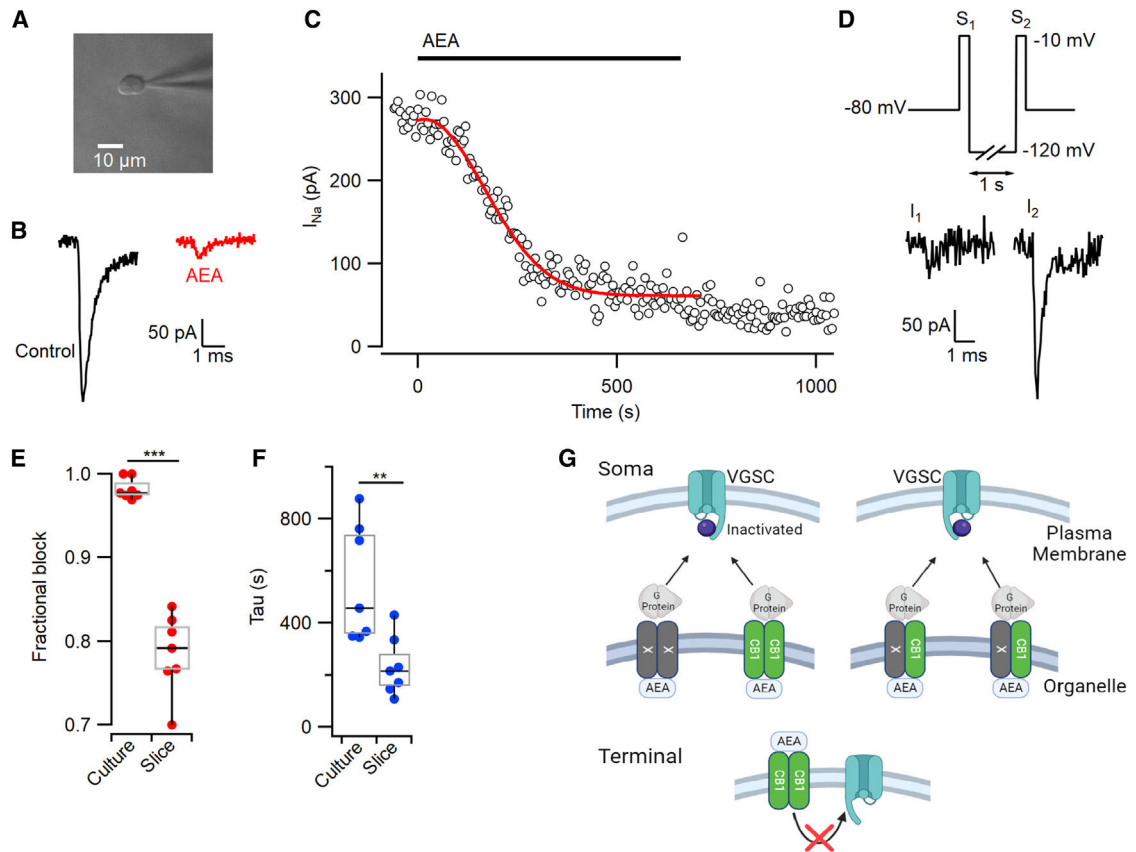 A
10 µm
B
Control
AEA
50 pA
1 ms
C
AEA
300
200
100
0
I_Na (pA)
0
500
1000
Time (s)
D
S1
S2
-10 mV
-80 mV
-120 mV
1 s
I1
I2
50 pA
1 ms
E
***
1.0
0.9
0.8
0.7
Fractional block
Culture
Slice
F
**
800
400
0
Tau (s)
Culture
Slice
G
Soma
VGSC
Inactivated
VGSC
Plasma
Membrane
G
Protein
G
Protein
G
Protein
G
Protein
X
X
CB1
CB1
X
CB1
X
CB1
AEA
AEA
AEA
AEA
Organelle
Terminal
AEA
CB1
CB1